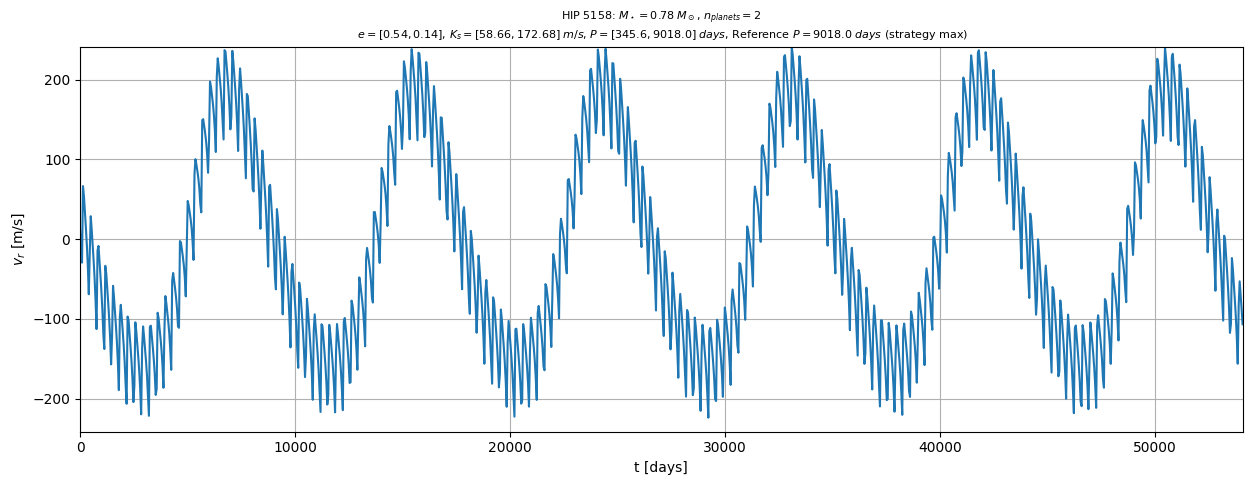 HIP 5158: M⋆ = 0.78 M⊙, nplanets = 2
e = [0.54, 0.14], Ks = [58.66, 172.68] m/s, P = [345.6, 9018.0] days, Reference P = 9018.0 days (strategy max)
200
100
0
−100
−200
vr [m/s]
0 10000 20000 30000 40000 50000
t [days]